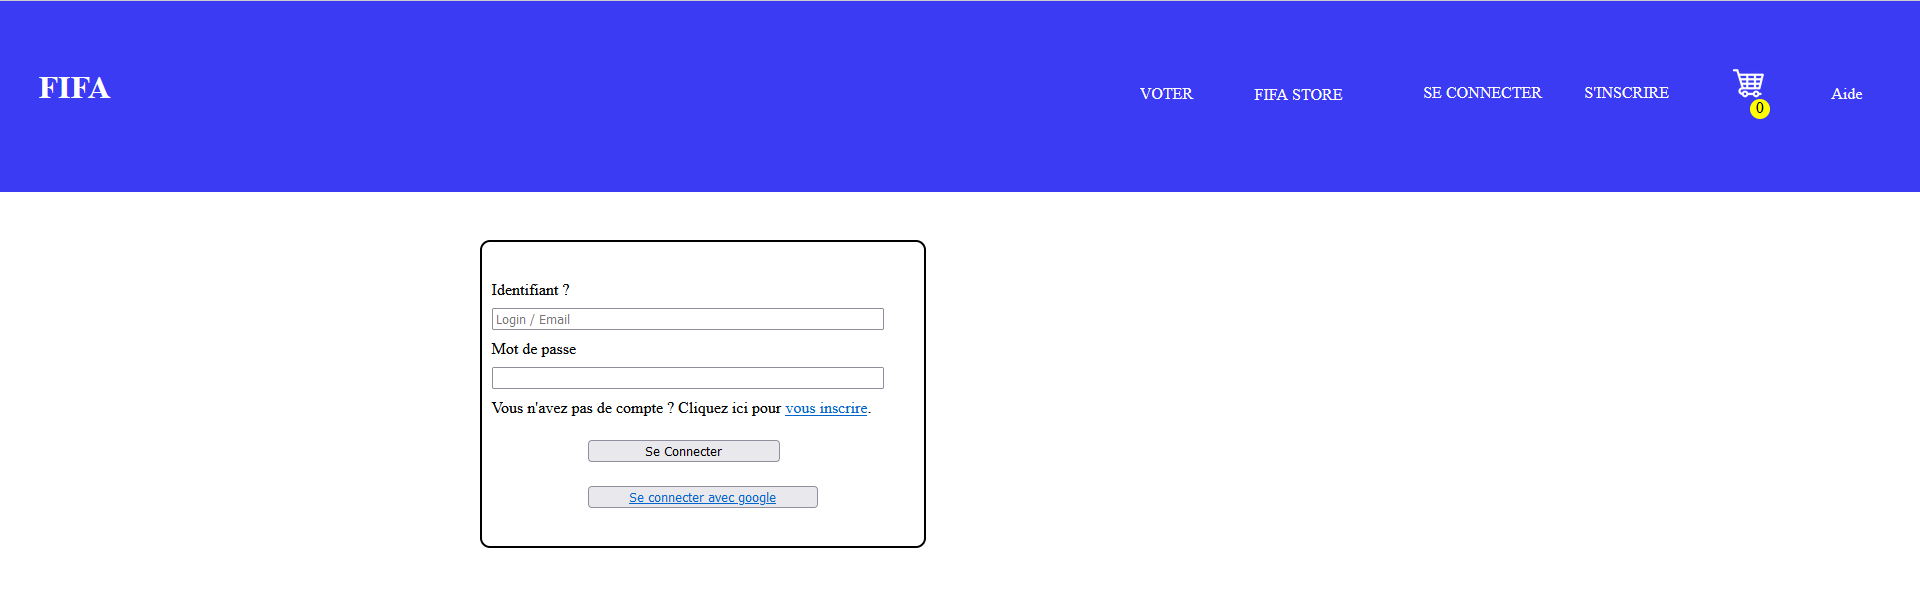 FIFA
VOTER
FIFA STORE
SE CONNECTER
S'INSCRIRE
0
Aide
Identifiant ?
Login / Email
Mot de passe
Vous n'avez pas de compte ? Cliquez ici pour vous inscrire.
Se Connecter
Se connecter avec google